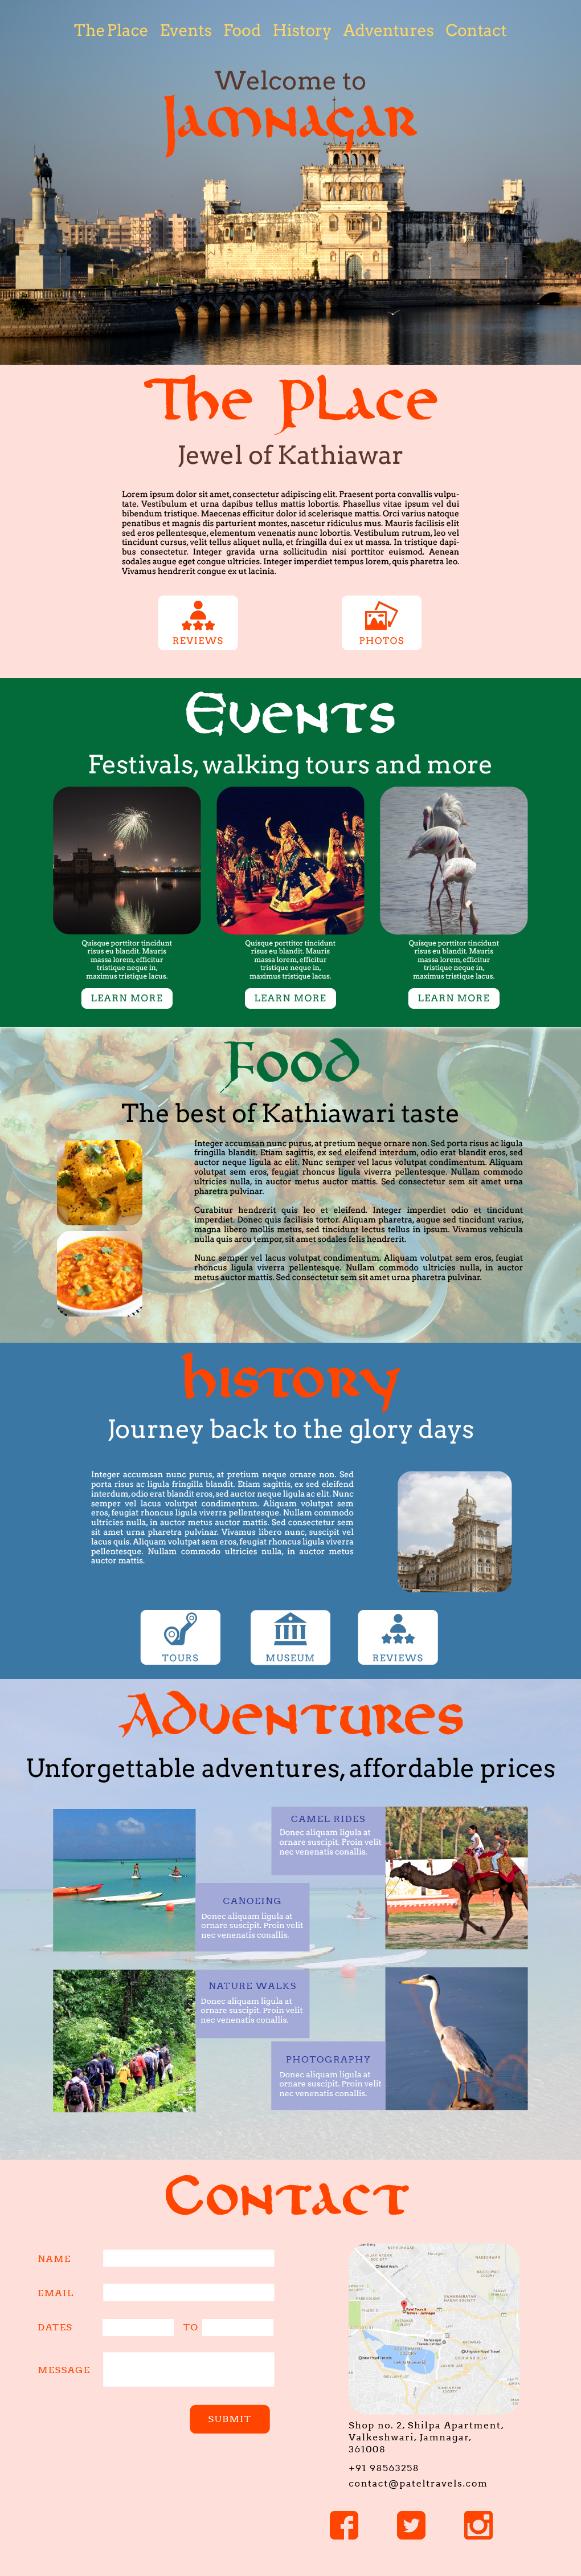 The Place Events Food History Adventures Contact
Welcome to
Jamnagar
The Place
Jewel of Kathiawar
Lorem ipsum dolor sit amet, consectetur adipiscing elit. Praesent porta convallis vulpu-
tate. Vestibulum et urna dapibus tellus mattis lobortis. Phasellus vitae ipsum vel dui
bibendum tristique. Maecenas efficitur dolor id scelerisque mattis. Orci varius natoque
penatibus et magnis dis parturient montes, nascetur ridiculus mus. Mauris facilisis elit
sed eros pellentesque, elementum venenatis nunc lobortis. Vestibulum rutrum, leo vel
tincidunt cursus, velit tellus aliquet nulla, et fringilla dui ex ut massa. In tristique dapi-
bus consectetur. Integer gravida urna sollicitudin nisi porttitor euismod. Aenean
sodales augue eget congue ultricies. Integer imperdiet tempus lorem, quis pharetra leo.
Vivamus hendrerit congue ex ut lacinia.
REVIEWS
PHOTOS
Events
Festivals, walking tours and more
Quisque porttitor tincidunt
risus eu blandit. Mauris
massa lorem, efficitur
tristique neque in,
maximus tristique lacus.
LEARN MORE
Quisque porttitor tincidunt
risus eu blandit. Mauris
massa lorem, efficitur
tristique neque in,
maximus tristique lacus.
LEARN MORE
Quisque porttitor tincidunt
risus eu blandit. Mauris
massa lorem, efficitur
tristique neque in,
maximus tristique lacus.
LEARN MORE
Food
The best of Kathiawari taste
Integer accumsan nunc purus, at pretium neque ornare non. Sed porta risus ac ligula
fringilla blandit. Etiam sagittis, ex sed eleifend interdum, odio erat blandit eros, sed
auctor neque ligula ac elit. Nunc semper vel lacus volutpat condimentum. Aliquam
volutpat sem eros, feugiat rhoncus ligula viverra pellentesque. Nullam commodo
ultricies nulla, in auctor metus auctor mattis. Sed consectetur sem sit amet urna
pharetra pulvinar.
Curabitur hendrerit quis leo et eleifend. Integer imperdiet odio et tincidunt
imperdiet. Donec quis facilisis tortor. Aliquam pharetra, augue sed tincidunt varius,
magna libero mollis metus, sed tincidunt lectus tellus in ipsum. Vivamus vehicula
nulla quis arcu tempor, sit amet sodales felis hendrerit.
Nunc semper vel lacus volutpat condimentum. Aliquam volutpat sem eros, feugiat
rhoncus ligula viverra pellentesque. Nullam commodo ultricies nulla, in auctor
metus auctor mattis. Sed consectetur sem sit amet urna pharetra pulvinar.
History
Journey back to the glory days
Integer accumsan nunc purus, at pretium neque ornare non. Sed
porta risus ac ligula fringilla blandit. Etiam sagittis, ex sed eleifend
interdum, odio erat blandit eros, sed auctor neque ligula ac elit. Nunc
semper vel lacus volutpat condimentum. Aliquam volutpat sem
eros, feugiat rhoncus ligula viverra pellentesque. Nullam commodo
ultricies nulla, in auctor metus auctor mattis. Sed consectetur sem
sit amet urna pharetra pulvinar. Vivamus libero nunc, suscipit vel
lacus quis. Aliquam volutpat sem eros, feugiat rhoncus ligula viverra
pellentesque. Nullam commodo ultricies nulla, in auctor metus
auctor mattis.
TOURS
MUSEUM
REVIEWS
Adventures
Unforgettable adventures, affordable prices
CAMEL RIDES
Donec aliquam ligula at
ornare suscipit. Proin velit
nec venenatis conallis.
CANOEING
Donec aliquam ligula at
ornare suscipit. Proin velit
nec venenatis conallis.
NATURE WALKS
Donec aliquam ligula at
ornare suscipit. Proin velit
nec venenatis conallis.
PHOTOGRAPHY
Donec aliquam ligula at
ornare suscipit. Proin velit
nec venenatis conallis.
Contact
NAME
EMAIL
DATES
TO
MESSAGE
SUBMIT
Shop no. 2, Shilpa Apartment,
Valkeshwari, Jamnagar,
361008
+91 98563258
contact@pateltravels.com